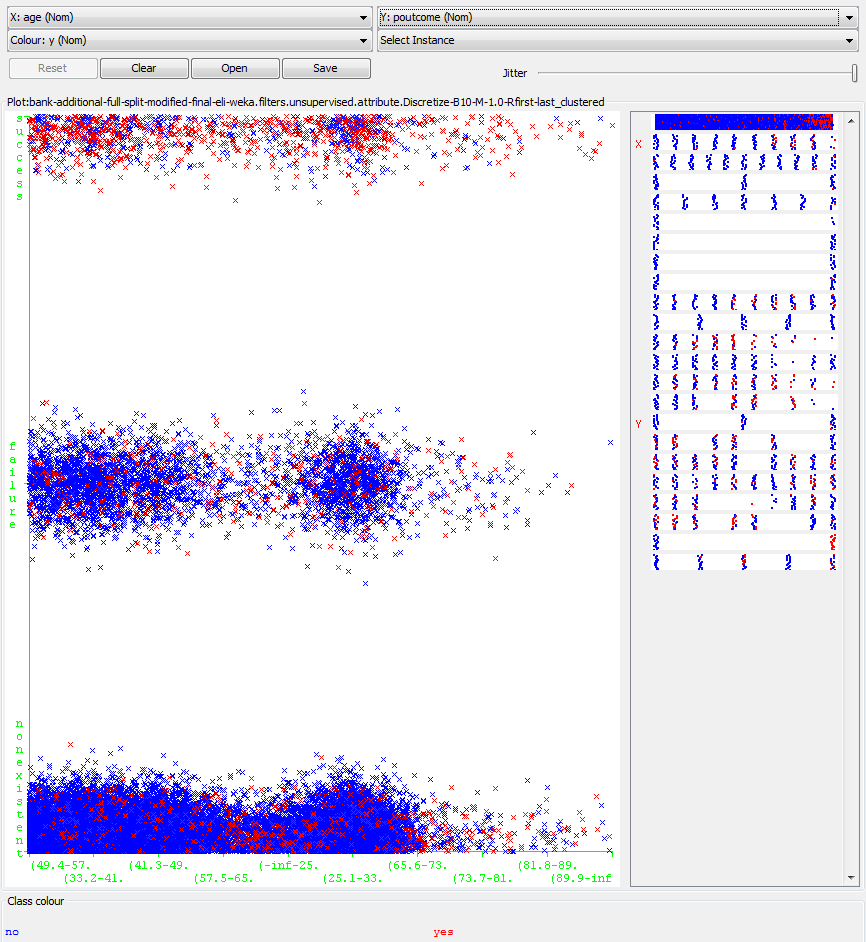 X: age (Nom)
Y: poutcome (Nom)
Colour: y (Nom)
Select Instance
Reset
Clear
Open
Save
Jitter
Plot:bank-additional-full-split-modified-final-eli-weka.filters.unsupervised.attribute.Discretize-B10-M-1.0-Rfirst-last_clustered
success
failure
nonexistent
X
Y
(49.4-57.
(41.3-49.
(-inf-25.
(65.6-73.
(81.8-89.
(33.2-41.
(57.5-65.
(25.1-33.
(73.7-81.
(89.9-inf
Class colour
no
yes